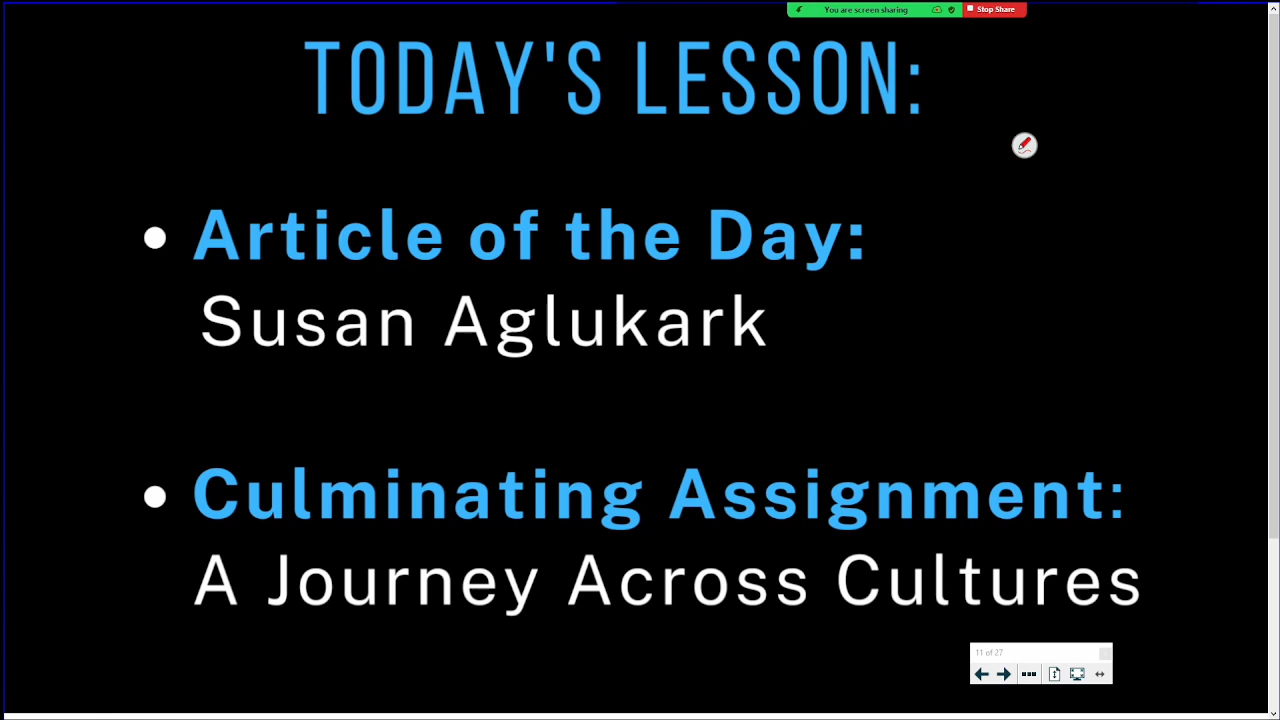 You are screen sharing Stop Share
TODAY'S LESSON:
• Article of the Day:
Susan Aglukark
• Culminating Assignment:
A Journey Across Cultures
11 of 27